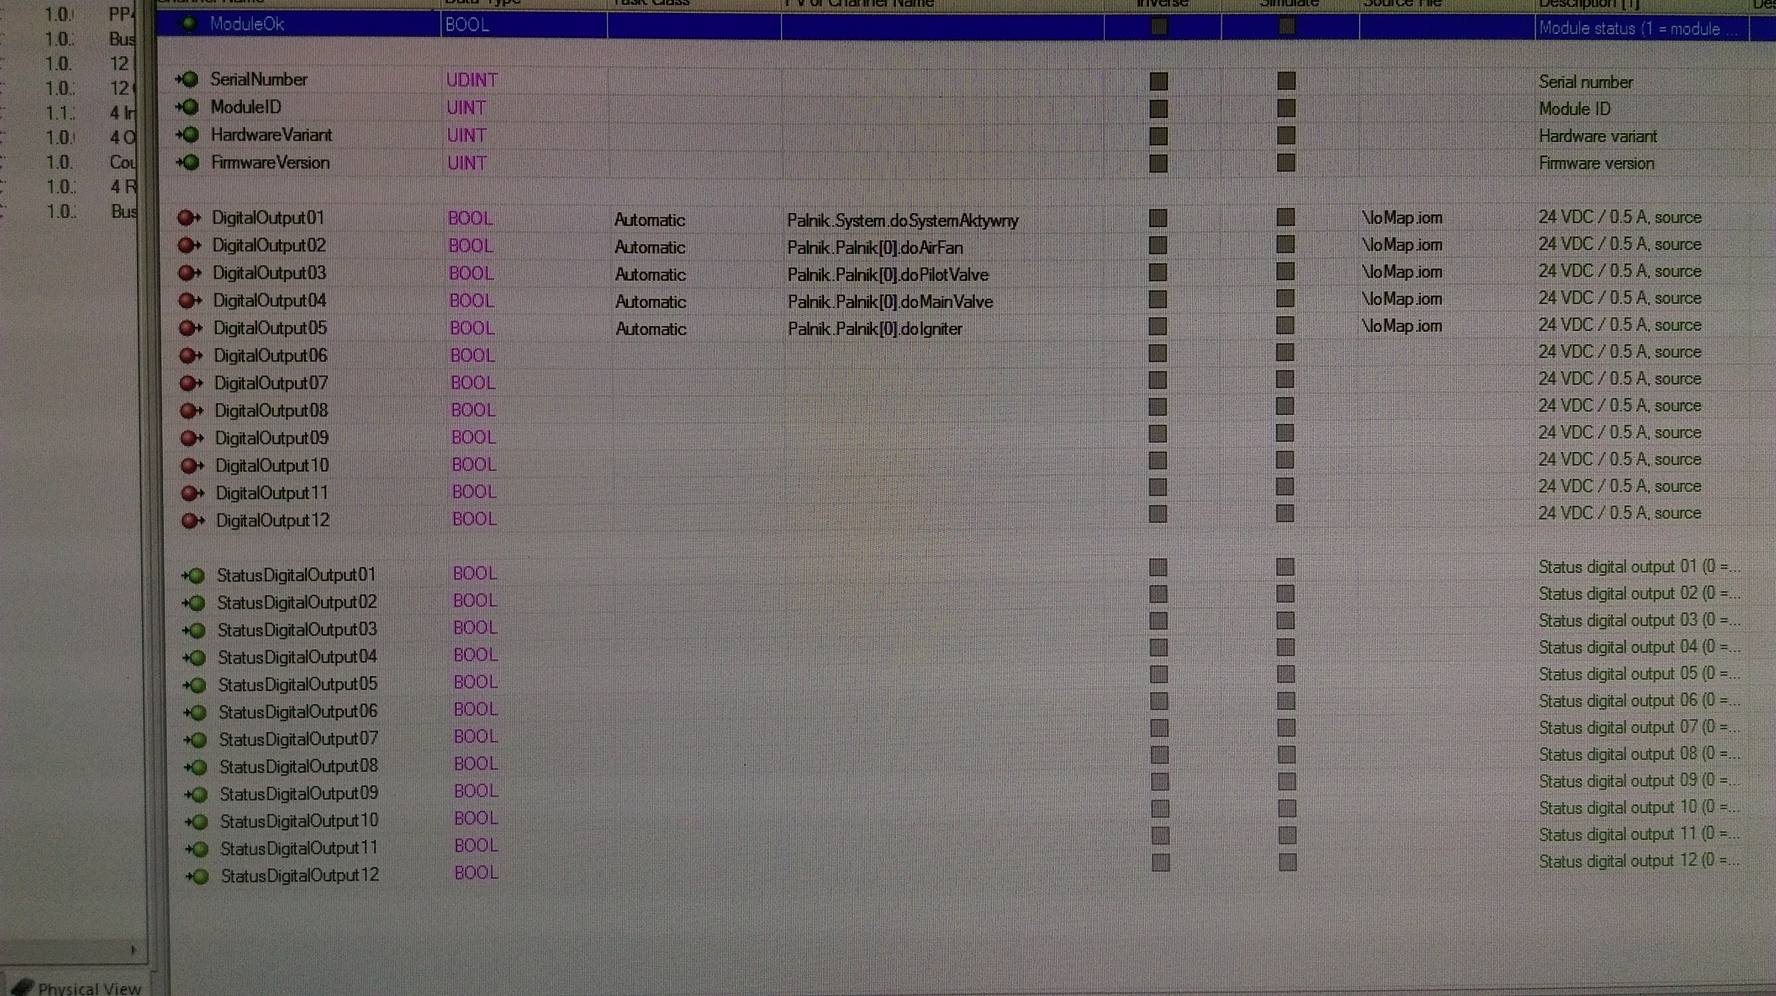 Channel Name Data Type Task Class PV or Channel Name Inverse Simulate Source File Description [1]
1.0. PP4
1.0. Bus
1.0. 12
1.0. 12
1.1. 4 In
1.0. 4 O
1.0. Cou
1.0. 4 R
1.0. Bus
ModuleOk BOOL Module status (1 = module ...
SerialNumber UDINT Serial number
ModuleID UINT Module ID
HardwareVariant UINT Hardware variant
FirmwareVersion UINT Firmware version
DigitalOutput01 BOOL Automatic Palnik.System.doSystemAktywny \IoMap.iom 24 VDC / 0.5 A, source
DigitalOutput02 BOOL Automatic Palnik.Palnik[0].doAirFan \IoMap.iom 24 VDC / 0.5 A, source
DigitalOutput03 BOOL Automatic Palnik.Palnik[0].doPilotValve \IoMap.iom 24 VDC / 0.5 A, source
DigitalOutput04 BOOL Automatic Palnik.Palnik[0].doMainValve \IoMap.iom 24 VDC / 0.5 A, source
DigitalOutput05 BOOL Automatic Palnik.Palnik[0].doIgniter \IoMap.iom 24 VDC / 0.5 A, source
DigitalOutput06 BOOL 24 VDC / 0.5 A, source
DigitalOutput07 BOOL 24 VDC / 0.5 A, source
DigitalOutput08 BOOL 24 VDC / 0.5 A, source
DigitalOutput09 BOOL 24 VDC / 0.5 A, source
DigitalOutput10 BOOL 24 VDC / 0.5 A, source
DigitalOutput11 BOOL 24 VDC / 0.5 A, source
DigitalOutput12 BOOL 24 VDC / 0.5 A, source
StatusDigitalOutput01 BOOL Status digital output 01 (0 =...
StatusDigitalOutput02 BOOL Status digital output 02 (0 =...
StatusDigitalOutput03 BOOL Status digital output 03 (0 =...
StatusDigitalOutput04 BOOL Status digital output 04 (0 =...
StatusDigitalOutput05 BOOL Status digital output 05 (0 =...
StatusDigitalOutput06 BOOL Status digital output 06 (0 =...
StatusDigitalOutput07 BOOL Status digital output 07 (0 =...
StatusDigitalOutput08 BOOL Status digital output 08 (0 =...
StatusDigitalOutput09 BOOL Status digital output 09 (0 =...
StatusDigitalOutput10 BOOL Status digital output 10 (0 =...
StatusDigitalOutput11 BOOL Status digital output 11 (0 =...
StatusDigitalOutput12 BOOL Status digital output 12 (0 =...
Physical View